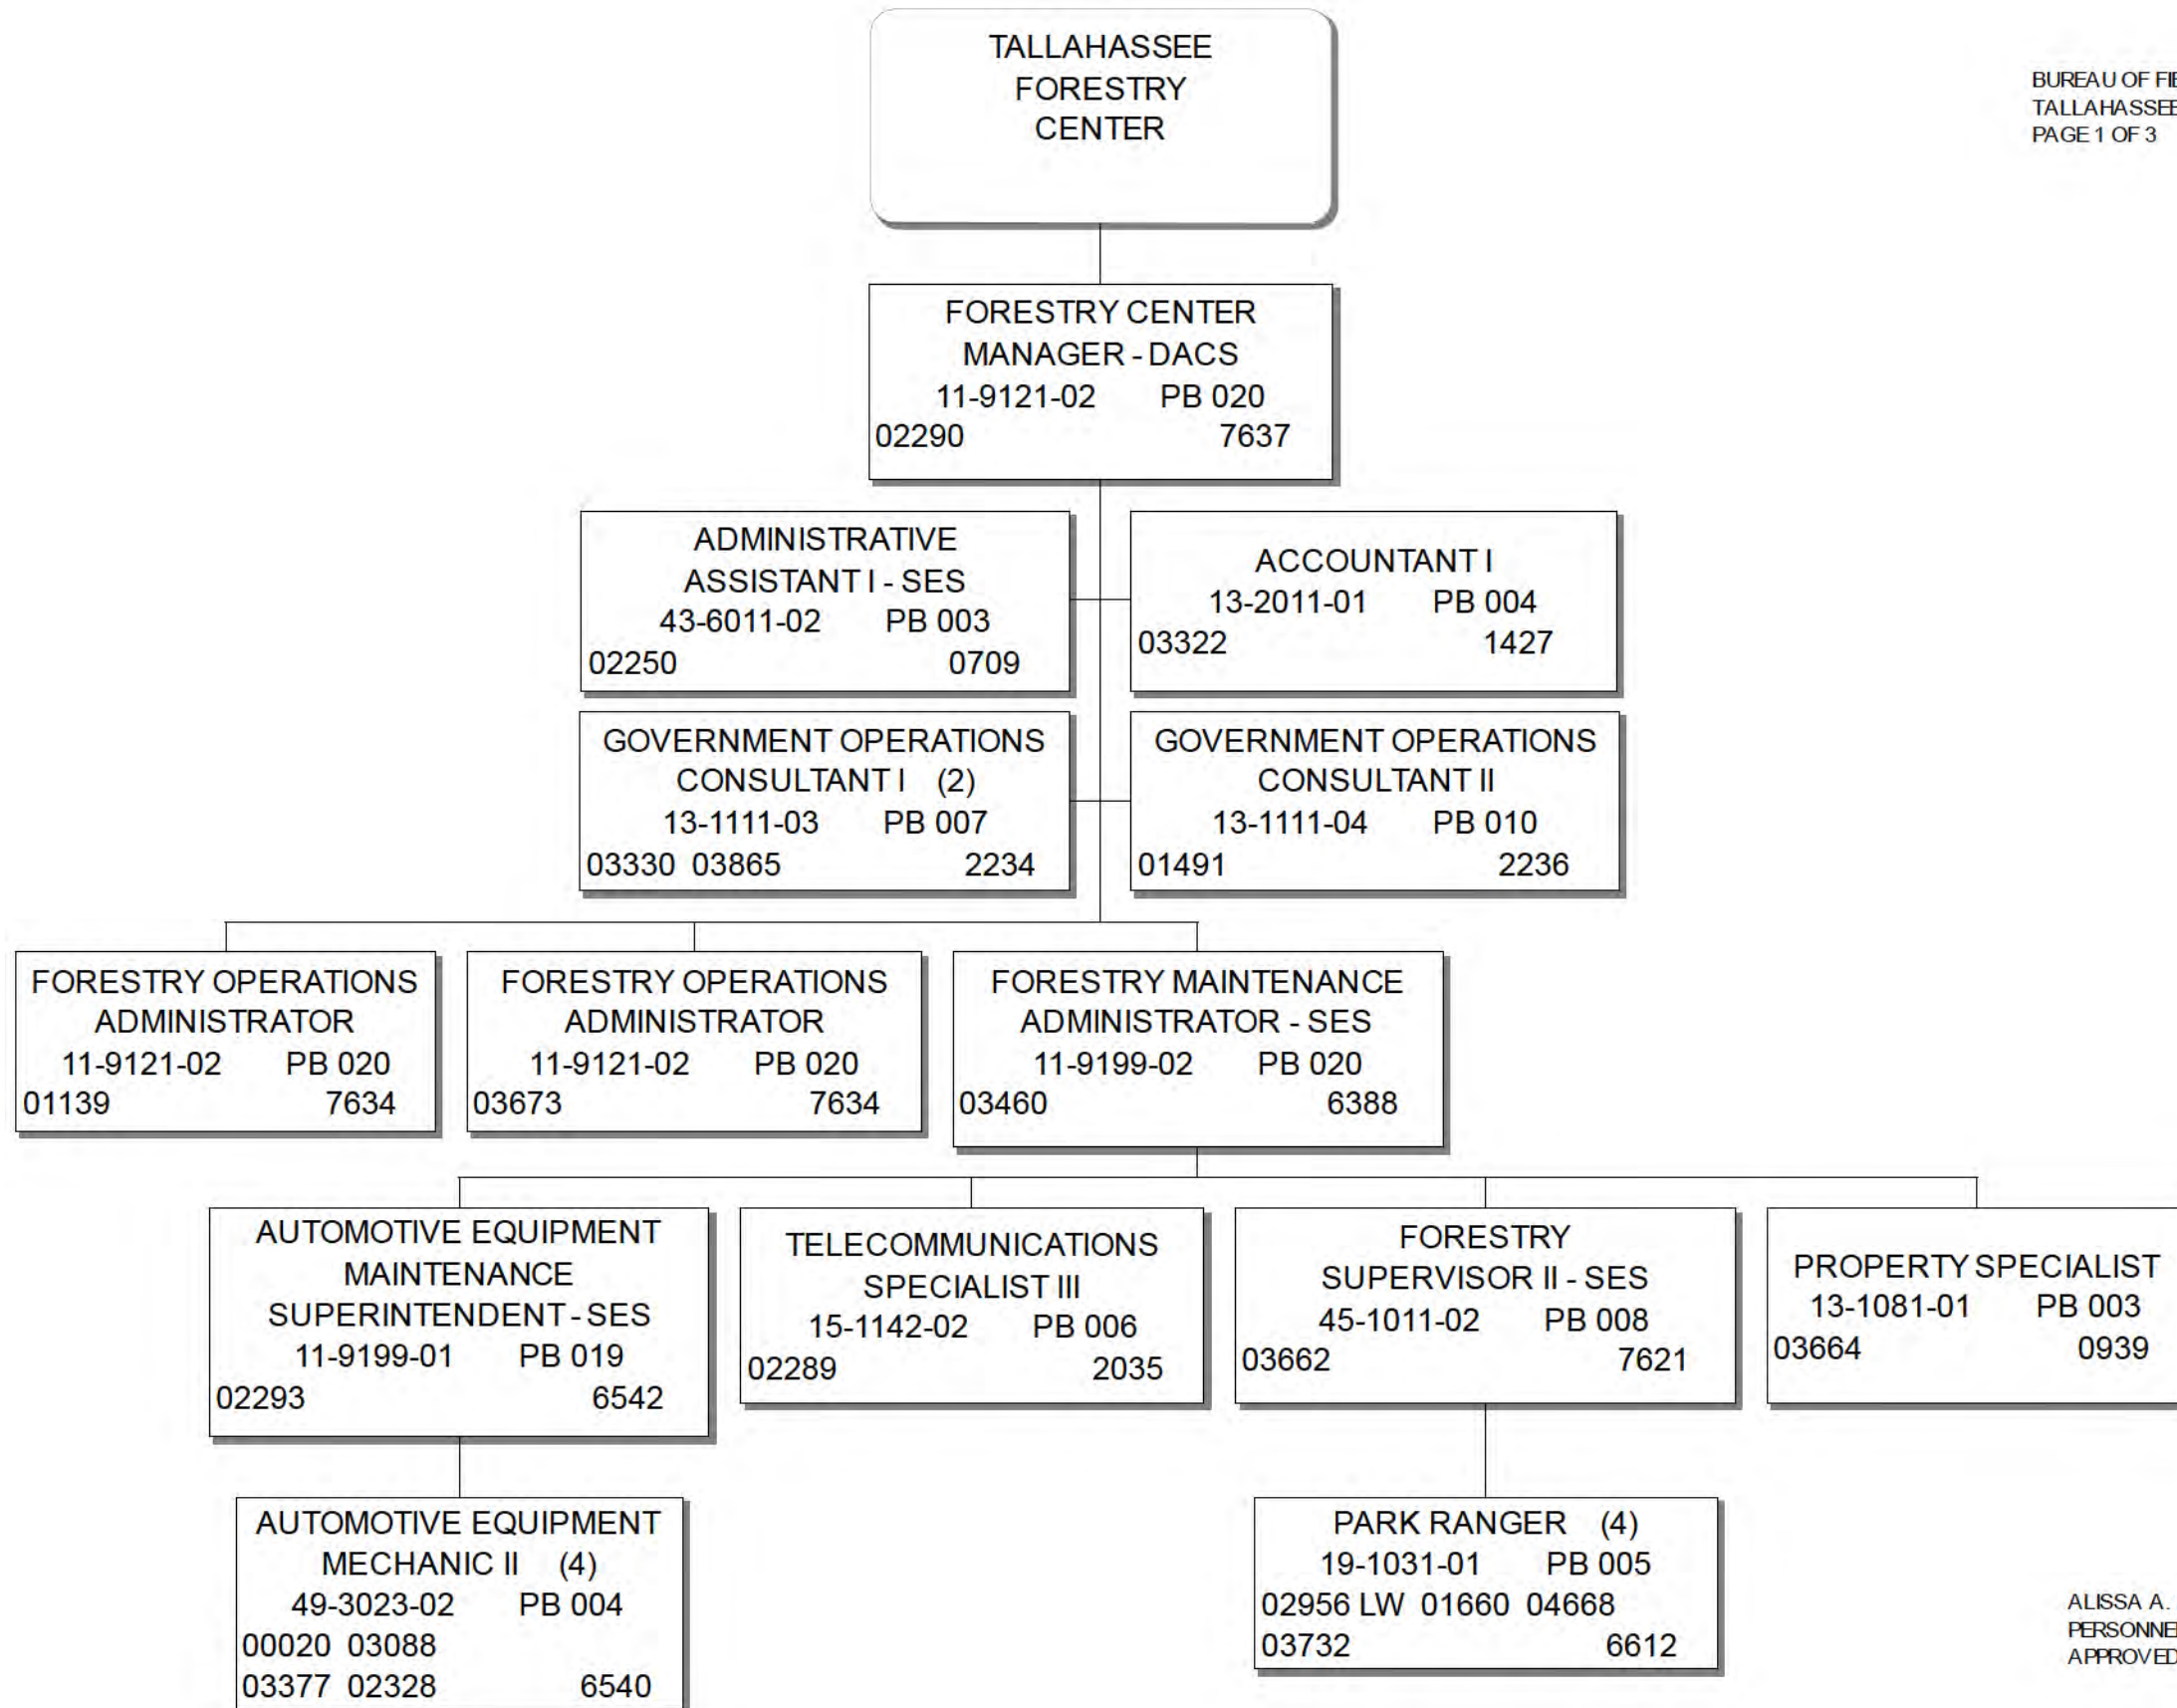 TALLAHASSEE
FORESTRY
CENTER
BUREAU OF
TALLAHASSEE
PAGE 1 OF 3
FORESTRY CENTER
MANAGER - DACS
11-9121-02 PB 020
02290 7637
ADMINISTRATIVE
ASSISTANT I - SES
43-6011-02 PB 003
02250 0709
ACCOUNTANT I
13-2011-01 PB 004
03322 1427
GOVERNMENT OPERATIONS
CONSULTANT I (2)
13-1111-03 PB 007
03330 03865 2234
GOVERNMENT OPERATIONS
CONSULTANT II
13-1111-04 PB 010
01491 2236
FORESTRY OPERATIONS
ADMINISTRATOR
11-9121-02 PB 020
01139 7634
FORESTRY OPERATIONS
ADMINISTRATOR
11-9121-02 PB 020
03673 7634
FORESTRY MAINTENANCE
ADMINISTRATOR - SES
11-9199-02 PB 020
03460 6388
AUTOMOTIVE EQUIPMENT
MAINTENANCE
SUPERINTENDENT - SES
11-9199-01 PB 019
02293 6542
TELECOMMUNICATIONS
SPECIALIST III
15-1142-02 PB 006
02289 2035
FORESTRY
SUPERVISOR II - SES
45-1011-02 PB 008
03662 7621
PROPERTY SPECIALIST
13-1081-01 PB 003
03664 0939
AUTOMOTIVE EQUIPMENT
MECHANIC II (4)
49-3023-02 PB 004
00020 03088
03377 02328 6540
PARK RANGER (4)
19-1031-01 PB 005
02956 LW 01660 04668
03732 6612
ALISSA A.
PERSONNE
APPROVED